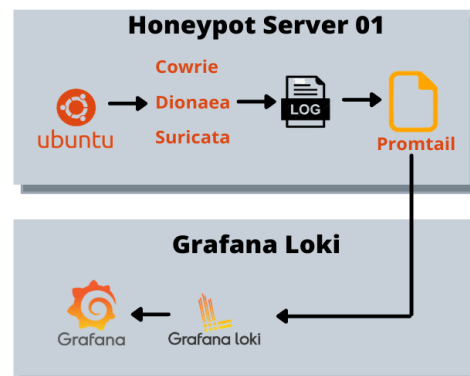 Honeypot Server 01
Cowrie
Dionaea
Suricata
ubuntu
LOG
Promtail
Grafana Loki
Grafana
Grafana loki